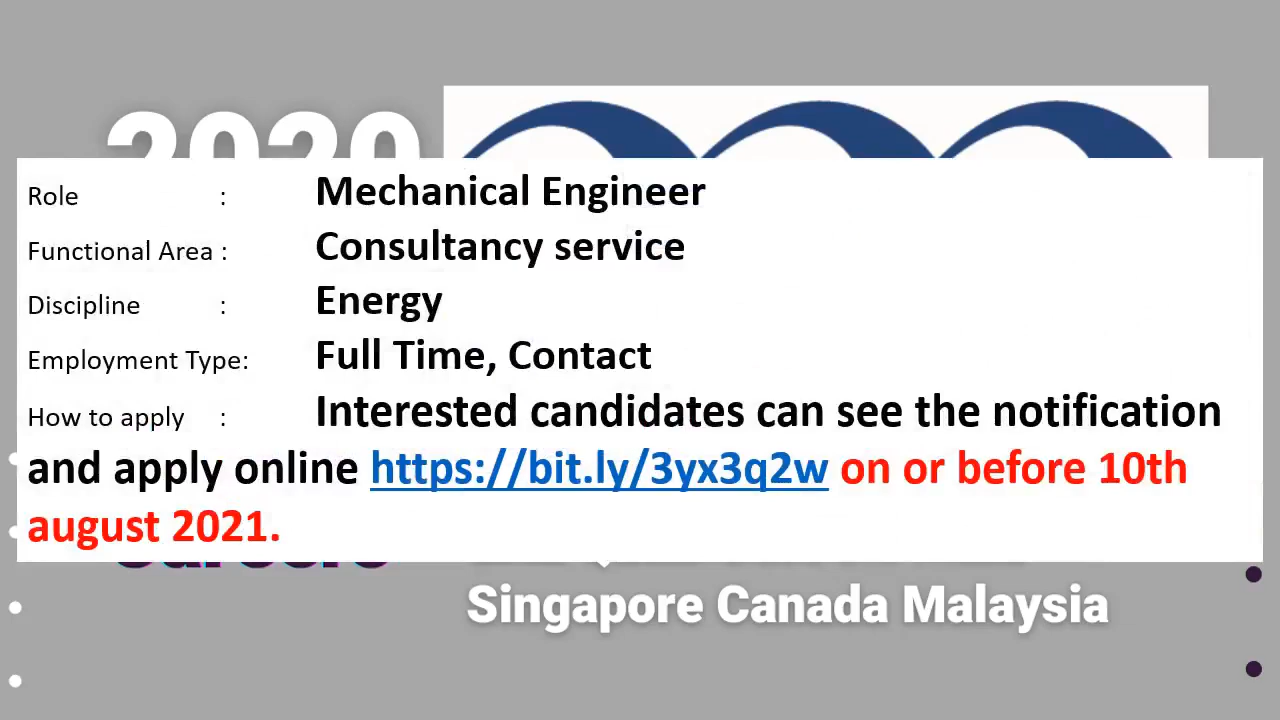 2020
Role : Mechanical Engineer
Functional Area : Consultancy service
Discipline : Energy
Employment Type: Full Time, Contact
How to apply : Interested candidates can see the notification
and apply online https://bit.ly/3yx3q2w on or before 10th
august 2021.
Careers
Singapore Canada Malaysia